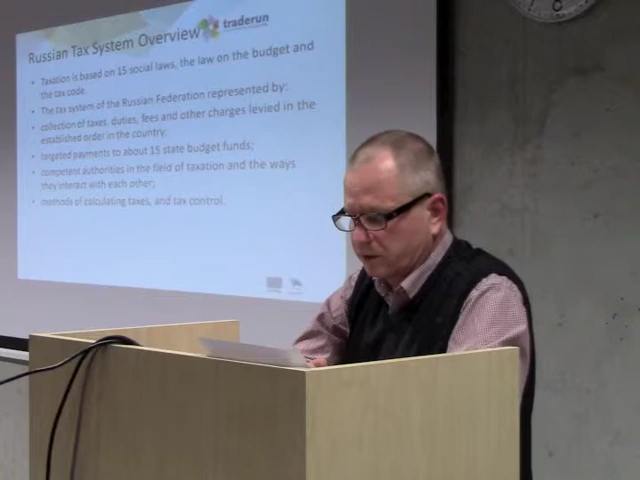 traderun
Russian Tax System Overview
• Taxation is based on 15 social laws, the law on the budget and
the tax code.
• The tax system of the Russian Federation represented by:
• collection of taxes, duties, fees and other charges levied in the
established order in the country;
• targeted payments to about 15 state budget funds;
• competent authorities in the field of taxation and the ways
they interact with each other;
• methods of calculating taxes, and tax control.